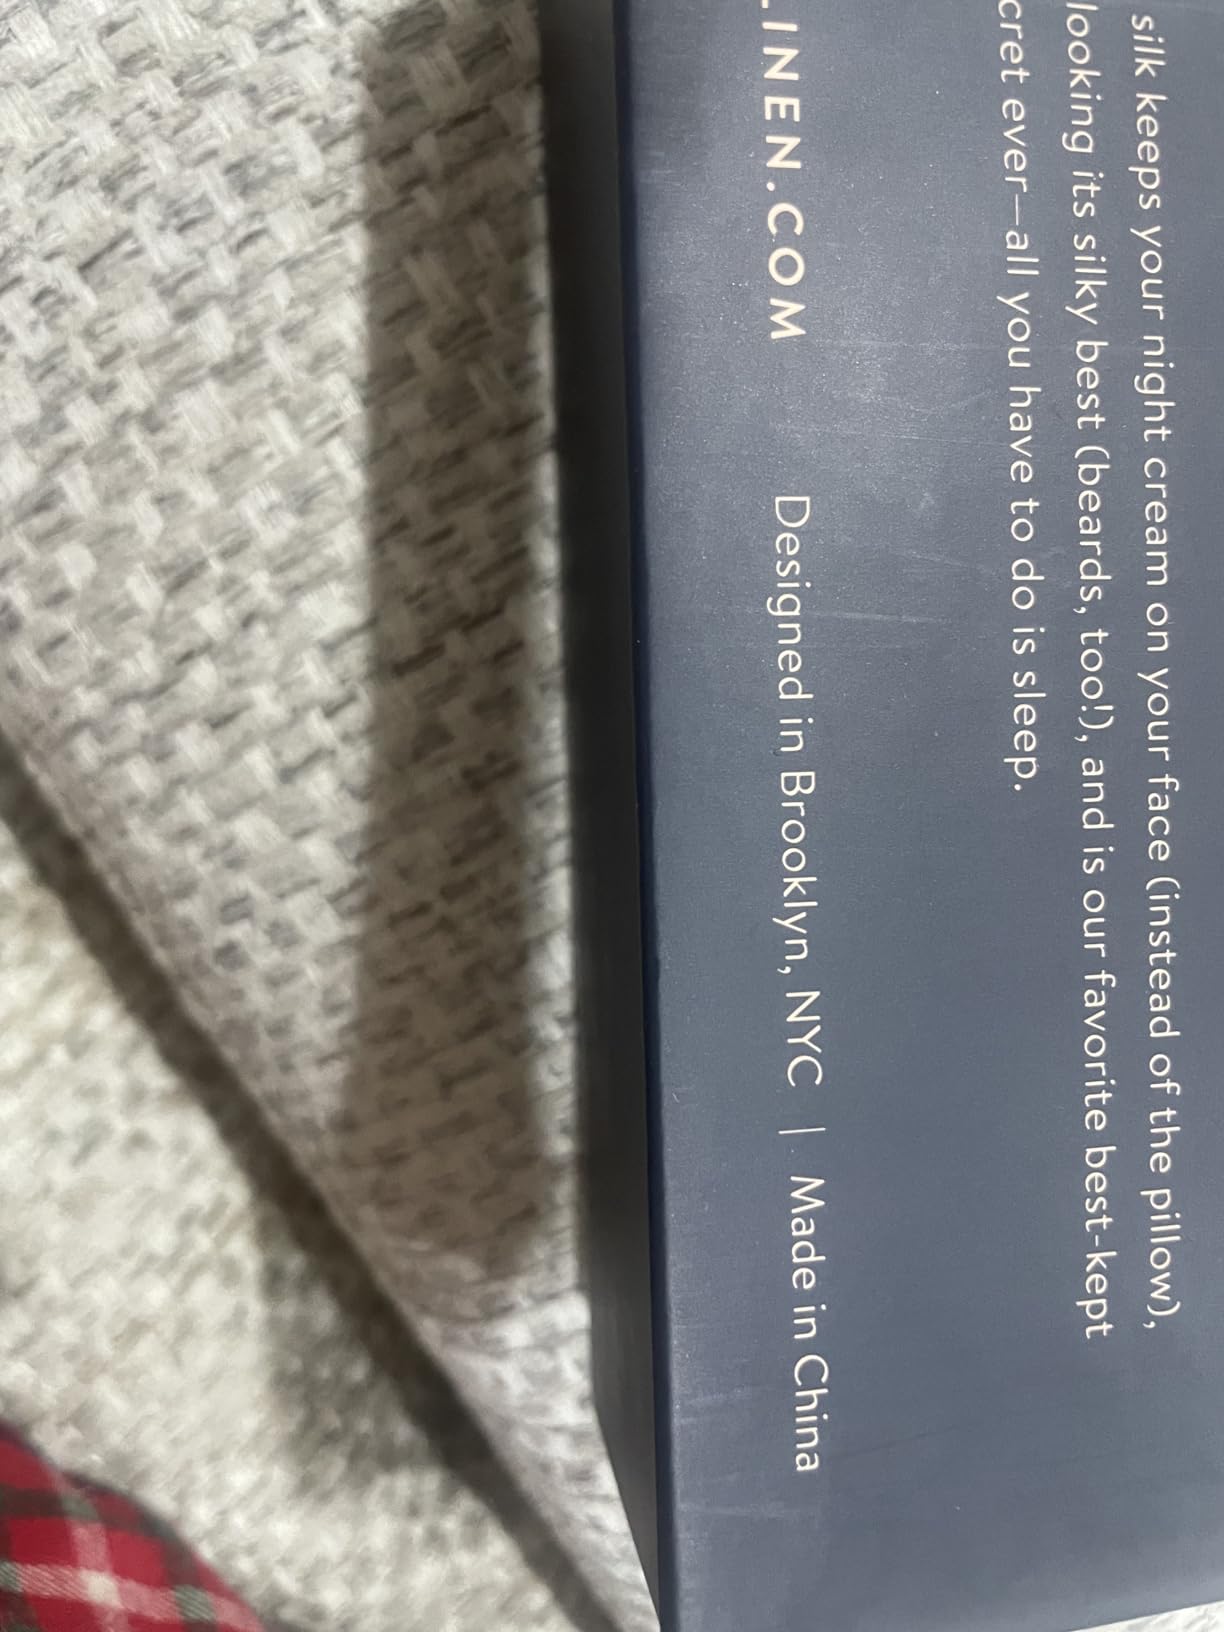 silk keeps your night cream on your face (instead of the pillow),
looking its silky best (beards, too!), and is our favorite best-kept
cret ever—all you have to do is sleep.
LINEN.COM Designed in Brooklyn, NYC | Made in China